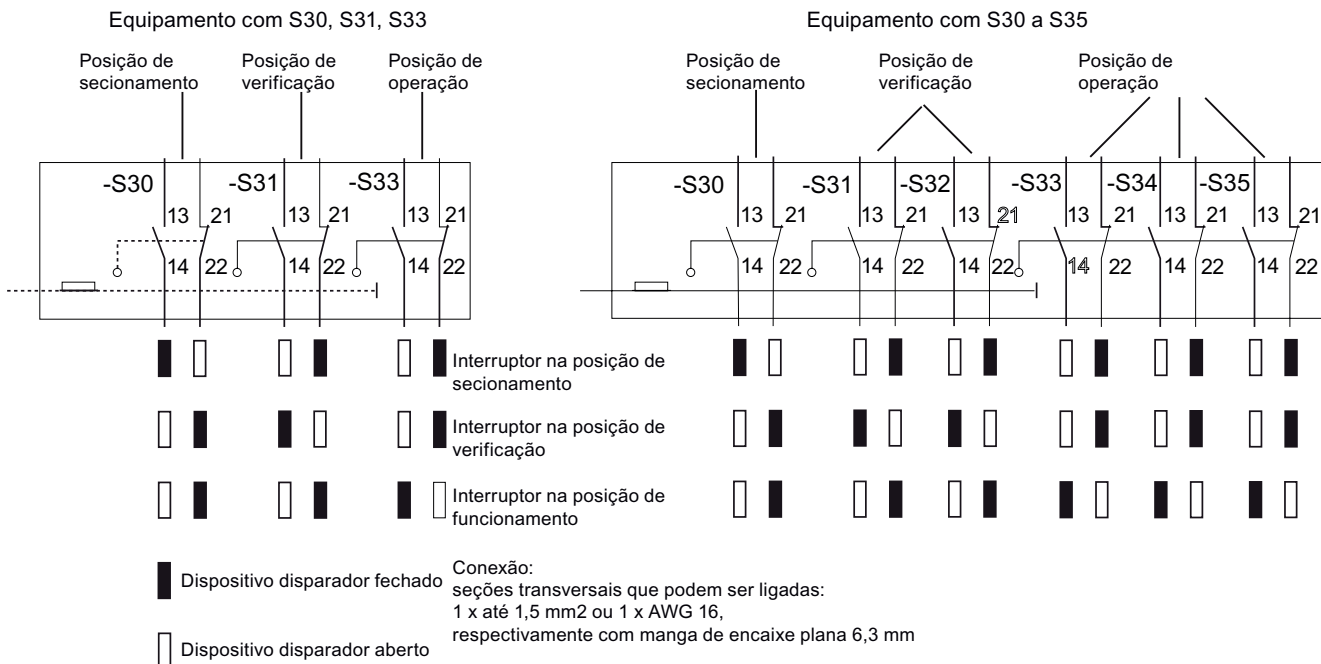 Equipamento com S30, S31, S33
Posição de
secionamento
Posição de
verificação
Posição de
operação
-S30
-S31
-S33
13
21
13
21
13
21
14
22
14
22
14
22
Equipamento com S30 a S35
Posição de
secionamento
Posição de
verificação
Posição de
operação
-S30
-S31
-S32
-S33
-S34
-S35
13
21
13
21
13
21
13
21
13
21
13
21
14
22
14
22
14
22
14
22
14
22
14
22
Interruptor na posição de
secionamento
Interruptor na posição de
verificação
Interruptor na posição de
funcionamento
Dispositivo disparador fechado
Dispositivo disparador aberto
Conexão:
seções transversais que podem ser ligadas:
1 x até 1,5 mm2 ou 1 x AWG 16,
respectivamente com manga de encaixe plana 6,3 mm